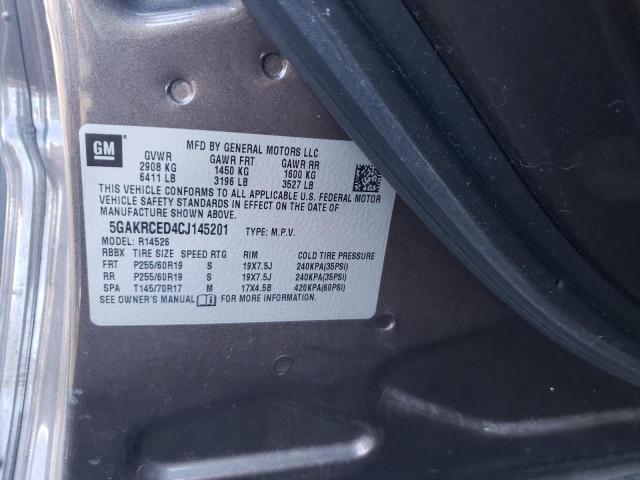 GM
MFD BY GENERAL MOTORS LLC
GVWR GAWR FRT GAWR RR
2908 KG 1450 KG 1600 KG
6411 LB 3196 LB 3527 LB
THIS VEHICLE CONFORMS TO ALL APPLICABLE U.S. FEDERAL MOTOR
VEHICLE SAFETY STANDARDS IN EFFECT ON THE DATE OF
MANUFACTURE SHOWN ABOVE.
5GAKRCED4CJ145201 TYPE: M.P.V.
MODEL: R14526
RBBX TIRE SIZE SPEED RTG RIM COLD TIRE PRESSURE
FRT P255/60R19 S 19X7.5J 240KPA(35PSI)
RR P255/60R19 S 19X7.5J 240KPA(35PSI)
SPA T145/70R17 M 17X4.5B 420KPA(60PSI)
SEE OWNER'S MANUAL FOR MORE INFORMATION.